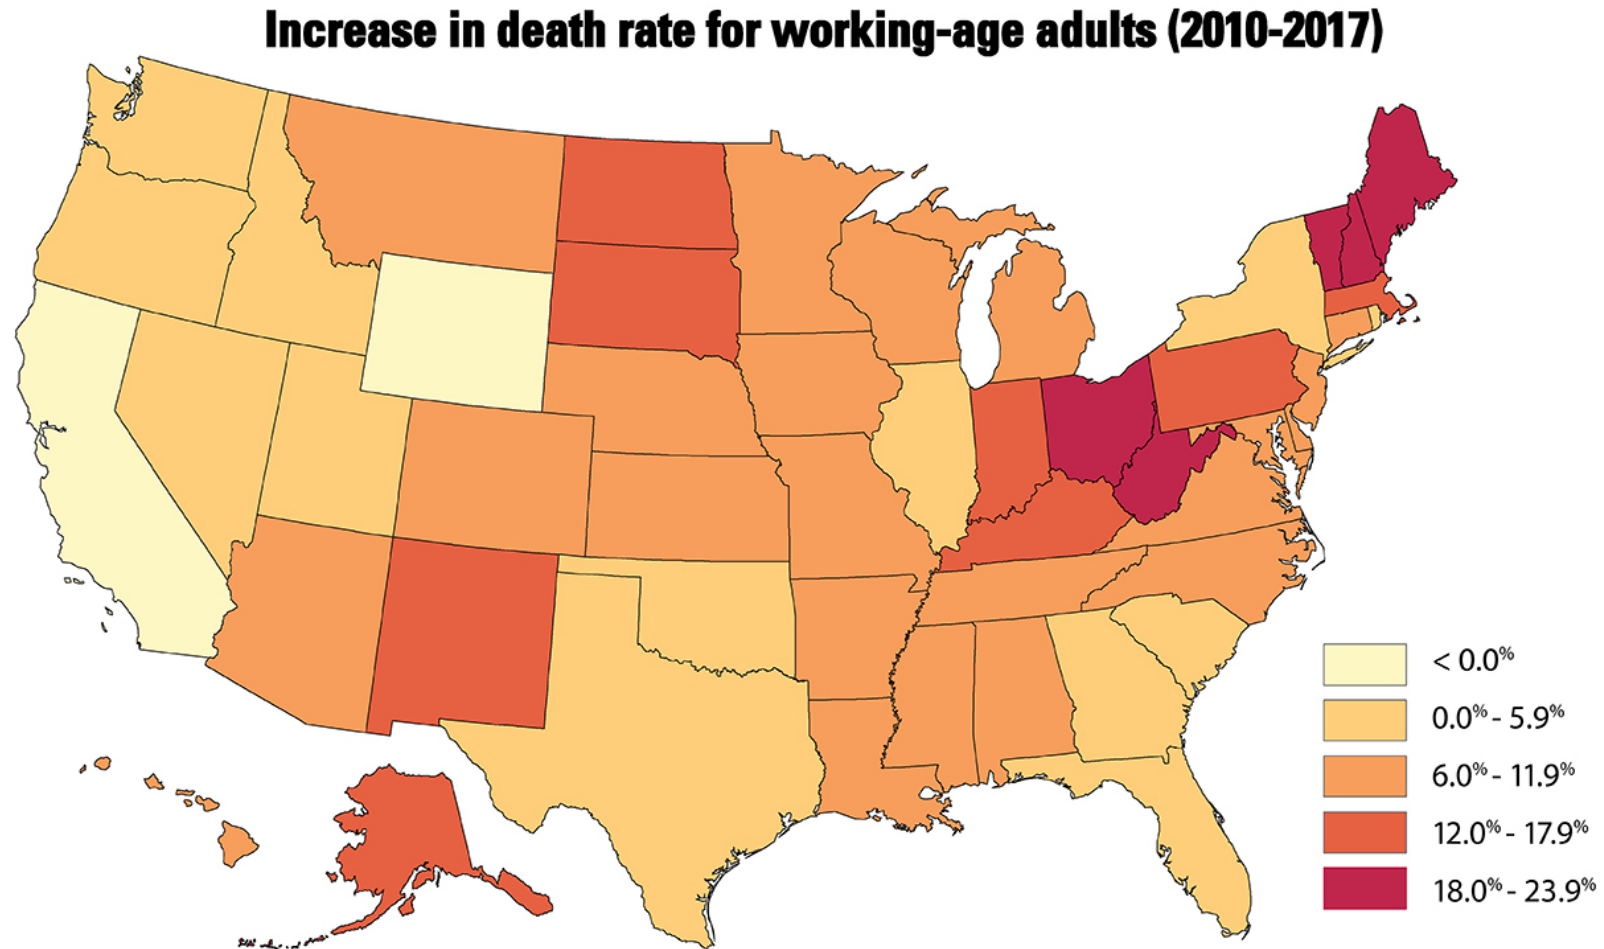 Increase in death rate for working-age adults (2010-2017)
< 0.0%
0.0% - 5.9%
6.0% - 11.9%
12.0% - 17.9%
18.0% - 23.9%